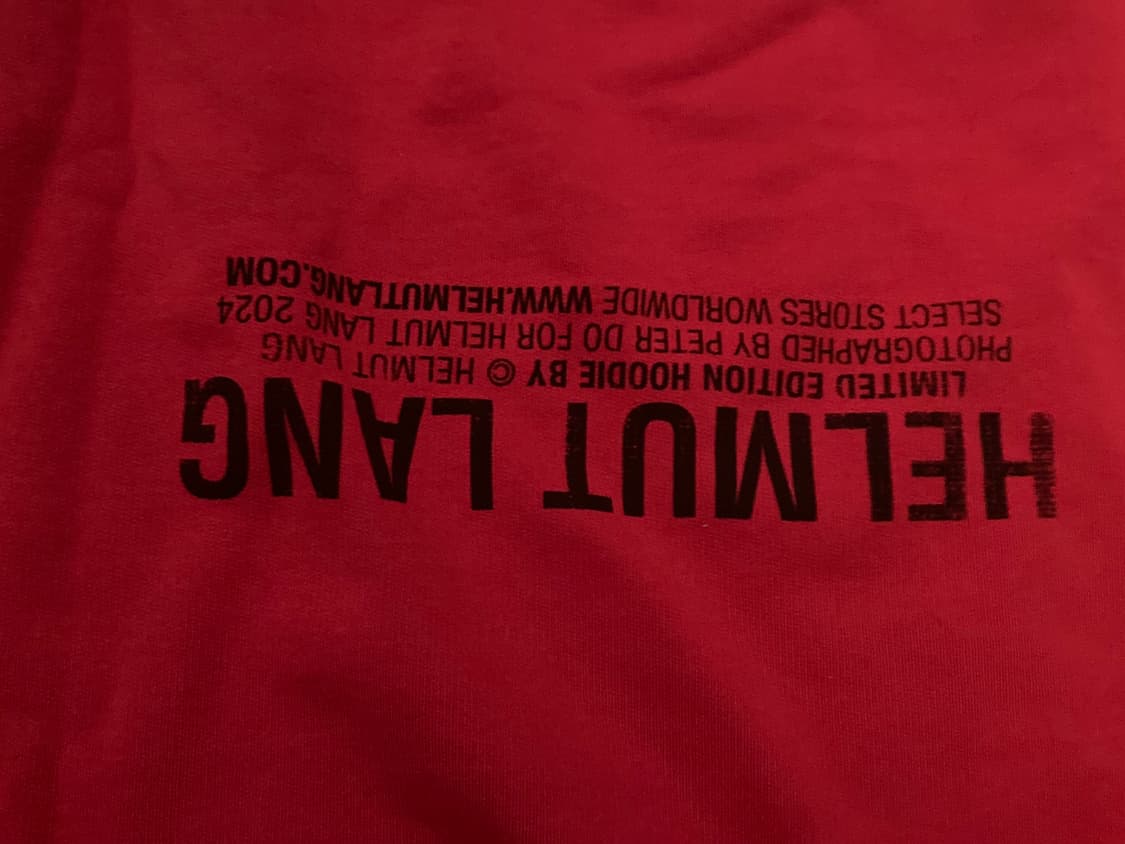 HELMUT LANG
LIMITED EDITION HOODIE BY © HELMUT LANG
PHOTOGRAPHED BY PETER DO FOR HELMUT LANG 2024
SELECT STORES WORLDWIDE WWW.HELMUTLANG.COM